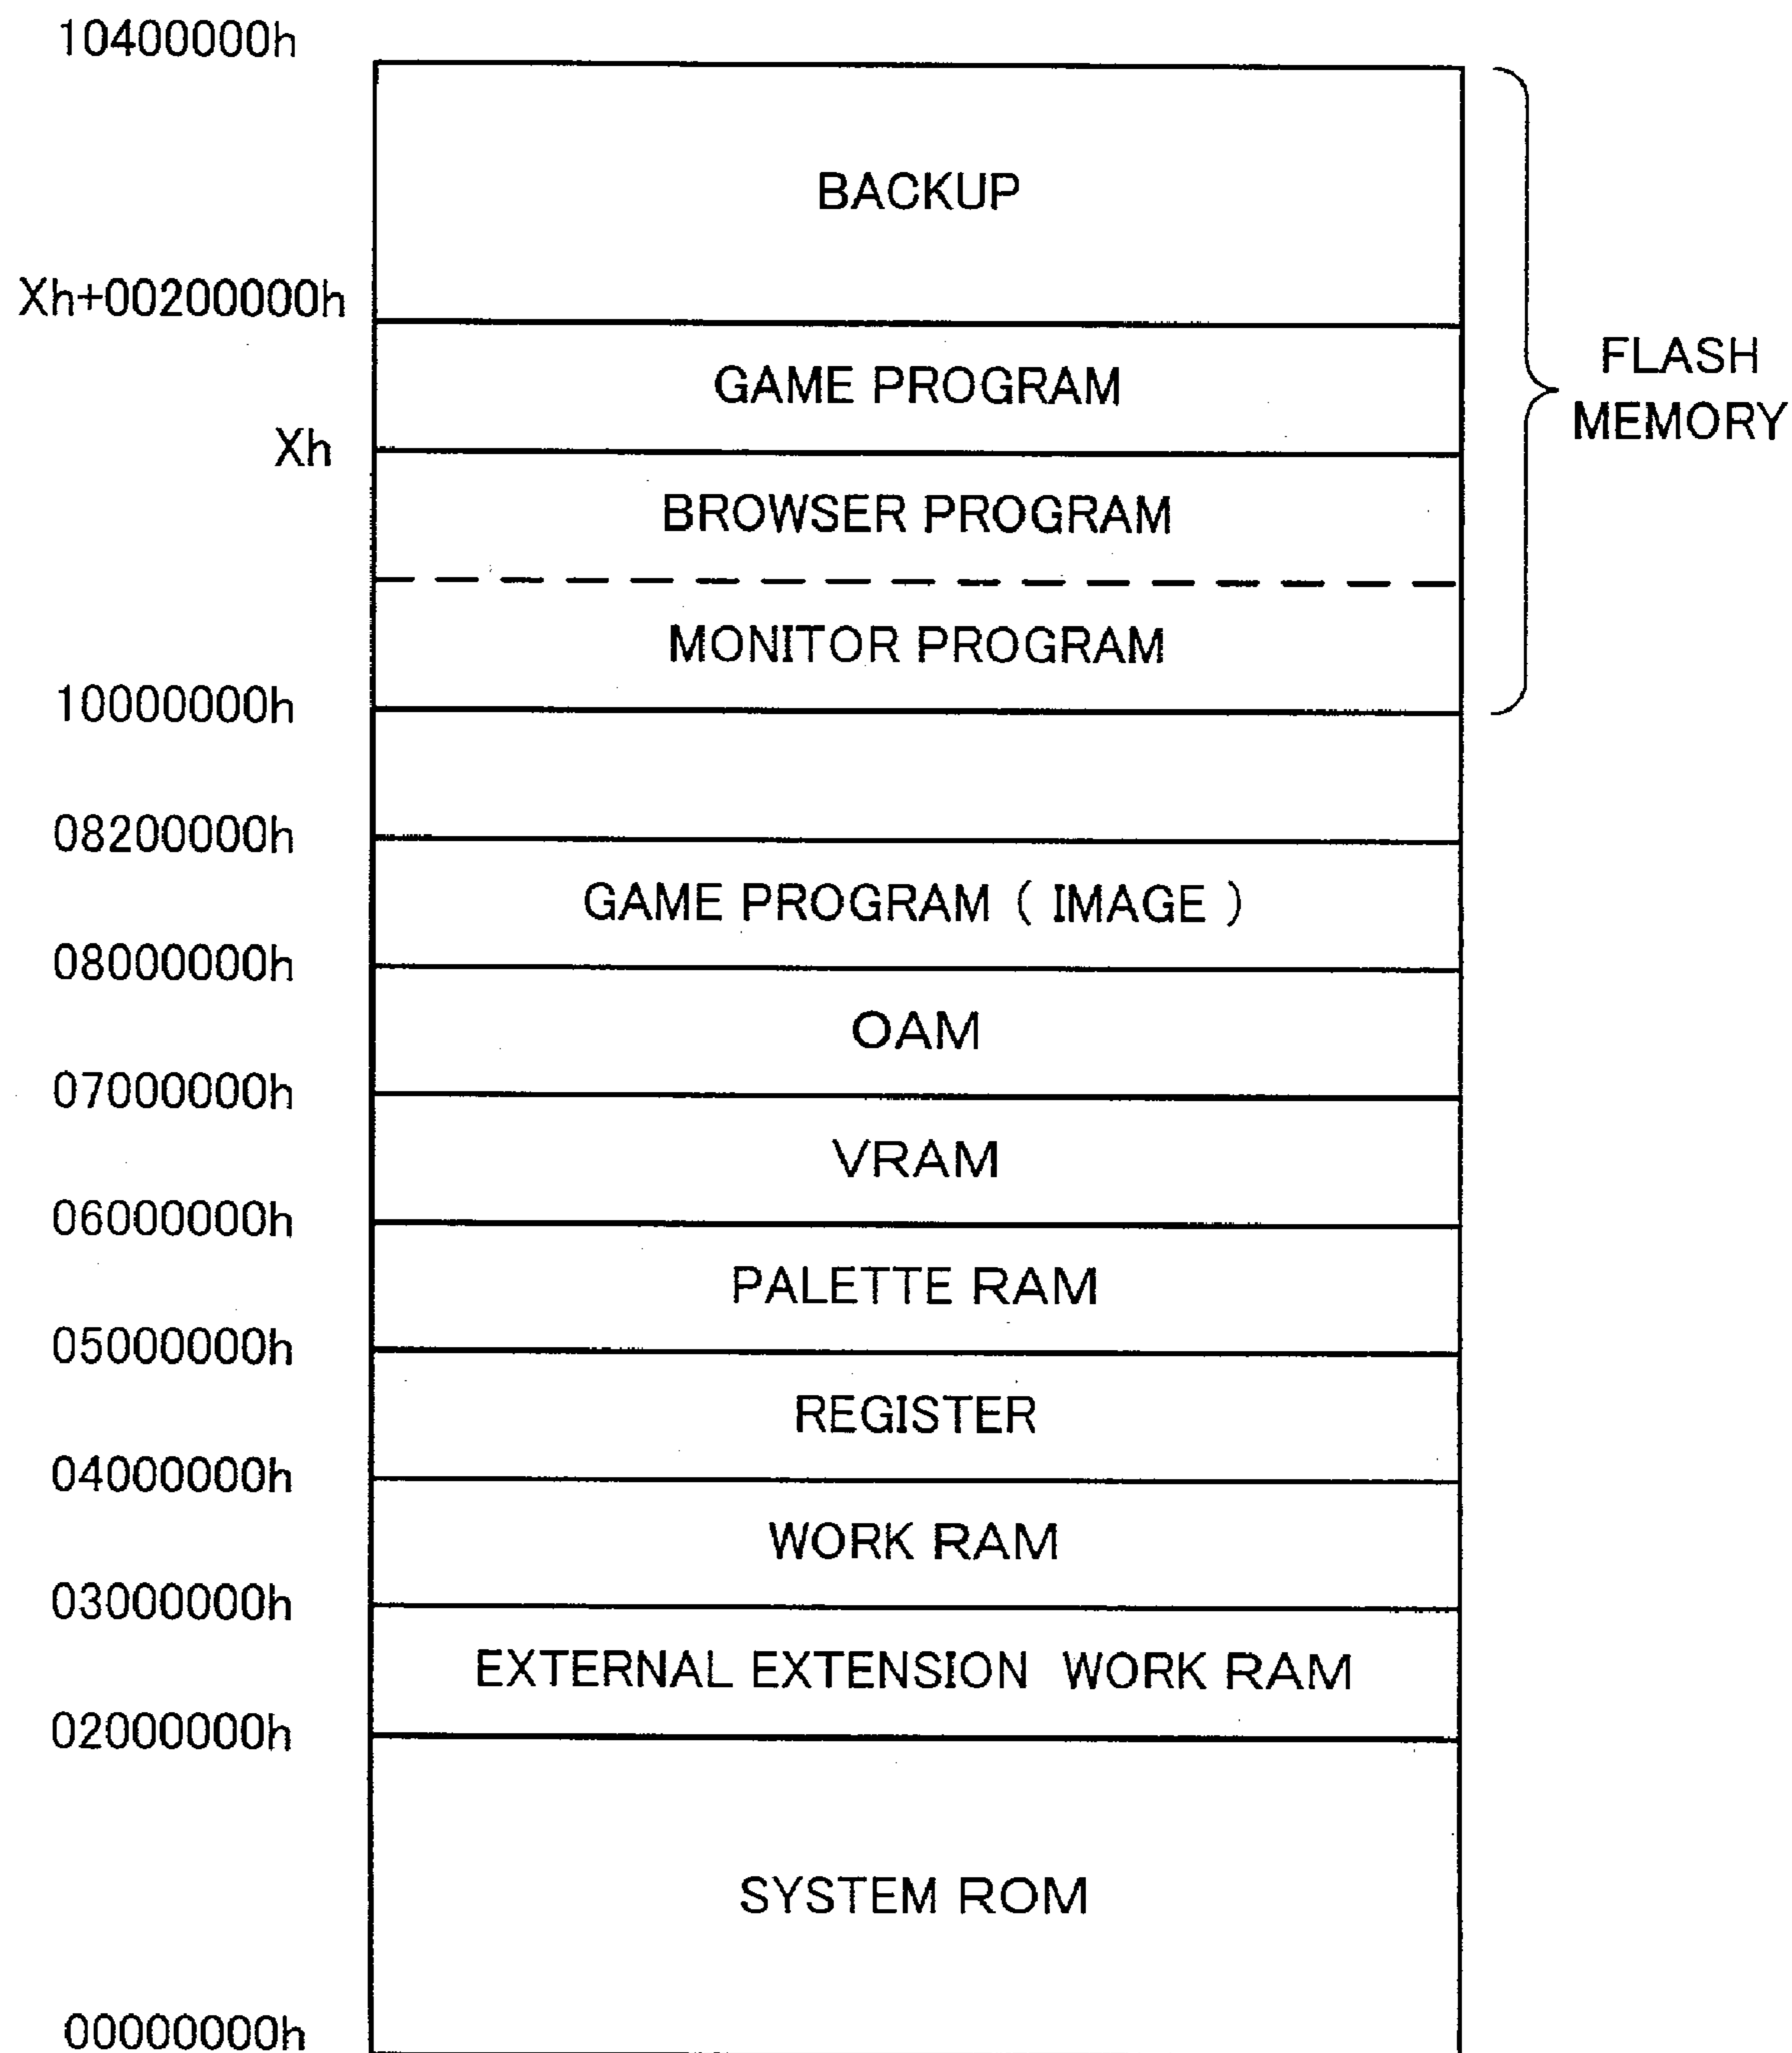 10400000h
BACKUP
Xh+00200000h
GAME PROGRAM
FLASH
MEMORY
Xh
BROWSER PROGRAM
MONITOR PROGRAM
10000000h
08200000h
GAME PROGRAM ( IMAGE )
08000000h
OAM
07000000h
VRAM
06000000h
PALETTE RAM
05000000h
REGISTER
04000000h
WORK RAM
03000000h
EXTERNAL EXTENSION WORK RAM
02000000h
SYSTEM ROM
00000000h